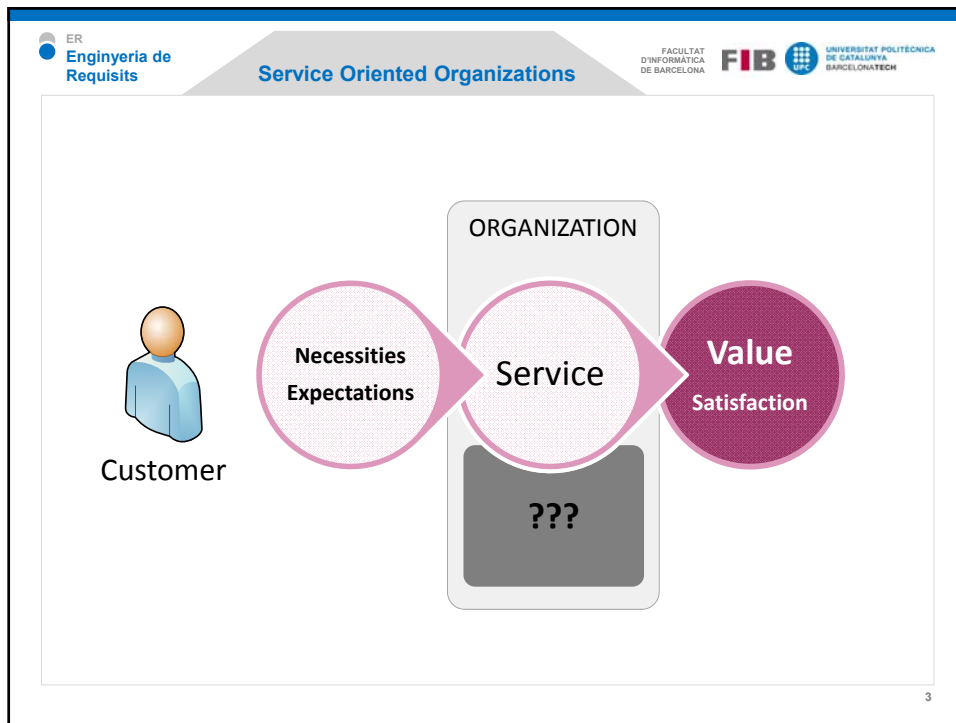 ER
Enginyeria de
Requisits
Service Oriented Organizations
FACULTAT
D'INFORMÀTICA
DE BARCELONA
FIB
UPC
UNIVERSITAT POLITÈCNICA
DE CATALUNYA
BARCELONATECH
ORGANIZATION
Necessities
Expectations
Service
Value
Satisfaction
Customer
???
3